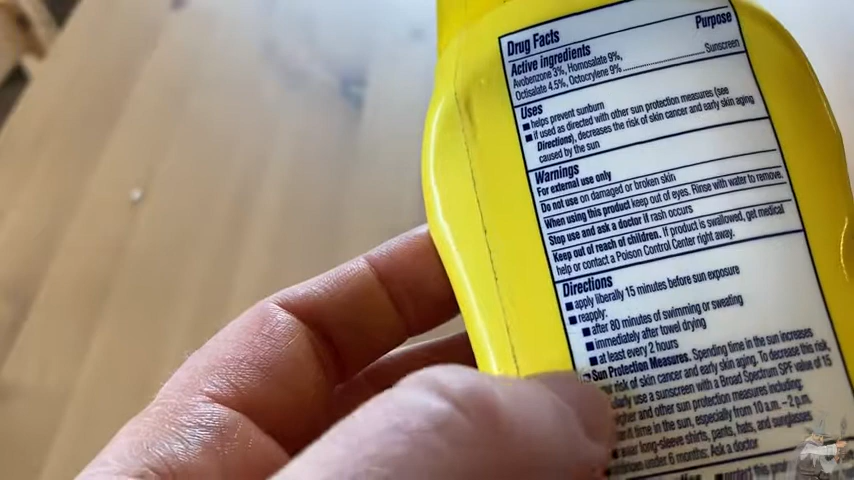 Drug Facts
Active ingredients Purpose
Avobenzone 3%, Homosalate 9%,
Octisalate 4.5%, Octocrylene 9%..........Sunscreen
Uses
■ helps prevent sunburn
■ if used as directed with other sun protection measures (see
Directions), decreases the risk of skin cancer and early skin aging
caused by the sun
Warnings
For external use only
Do not use on damaged or broken skin
When using this product keep out of eyes. Rinse with water to remove.
Stop use and ask a doctor if rash occurs
Keep out of reach of children. If product is swallowed, get medical
help or contact a Poison Control Center right away.
Directions
■ apply liberally 15 minutes before sun exposure
■ reapply:
■ after 80 minutes of swimming or sweating
■ immediately after towel drying
■ at least every 2 hours
■ Sun Protection Measures. Spending time in the sun increases
risk of skin cancer and early skin aging. To decrease this risk,
use a sunscreen with a Broad Spectrum SPF value of 15
higher and other sun protection measures including
time in the sun, especially from 10 a.m. – 2 p.m.
wear long-sleeve shirts, pants, hats, and sunglasses
under 6 months: Ask a doctor